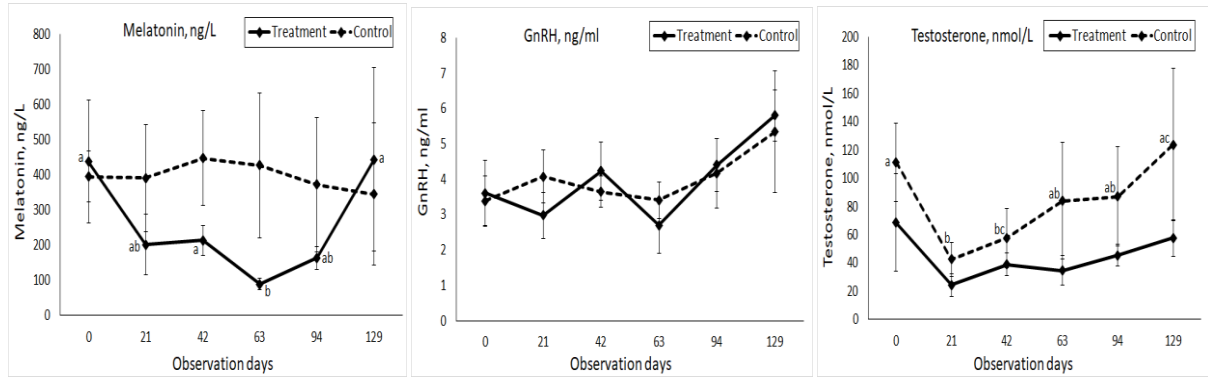 Melatonin, ng/L
Treatment Control
Melatonin, ng/L
800
700
600
500
400
300
200
100
0
a
ab
a
b
ab
a
0 21 42 63 94 129
Observation days
GnRH, ng/ml
Treatment Control
GnRH, ng/ml
8
7
6
5
4
3
2
1
0
0 21 42 63 94 129
Observation days
Testosterone, nmol/L
Treatment Control
Testosterone, nmol/L
200
180
160
140
120
100
80
60
40
20
0
a
b
bc
ab
ab
ac
0 21 42 63 94 129
Observation days